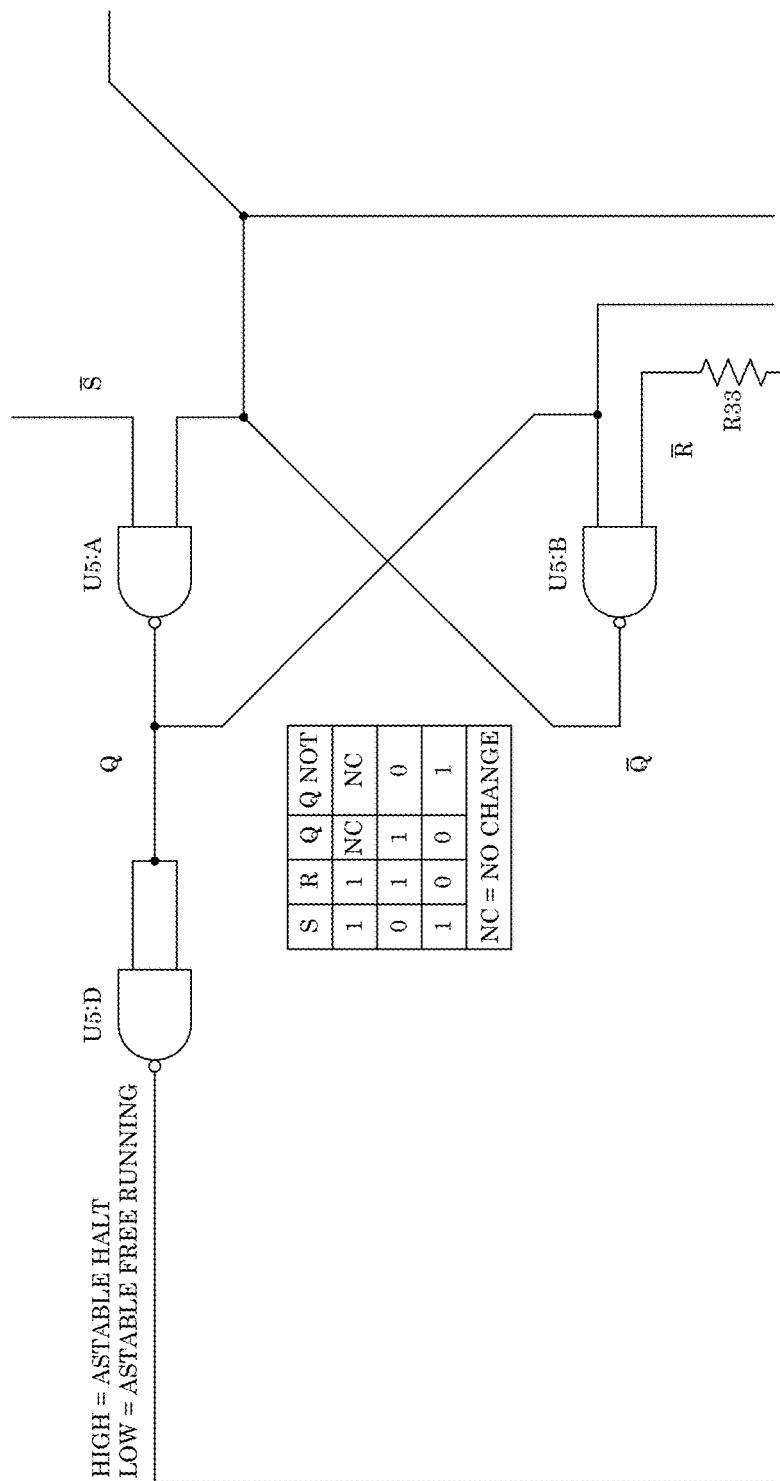 HIGH = ASTABLE HALT
LOW = ASTABLE FREE RUNNING
U5:D
Q
U5:A
S̅
S R Q Q NOT
1 1 NC NC
0 1 1 0
1 0 0 1
NC = NO CHANGE
Q̅
U5:B
R̅
R33